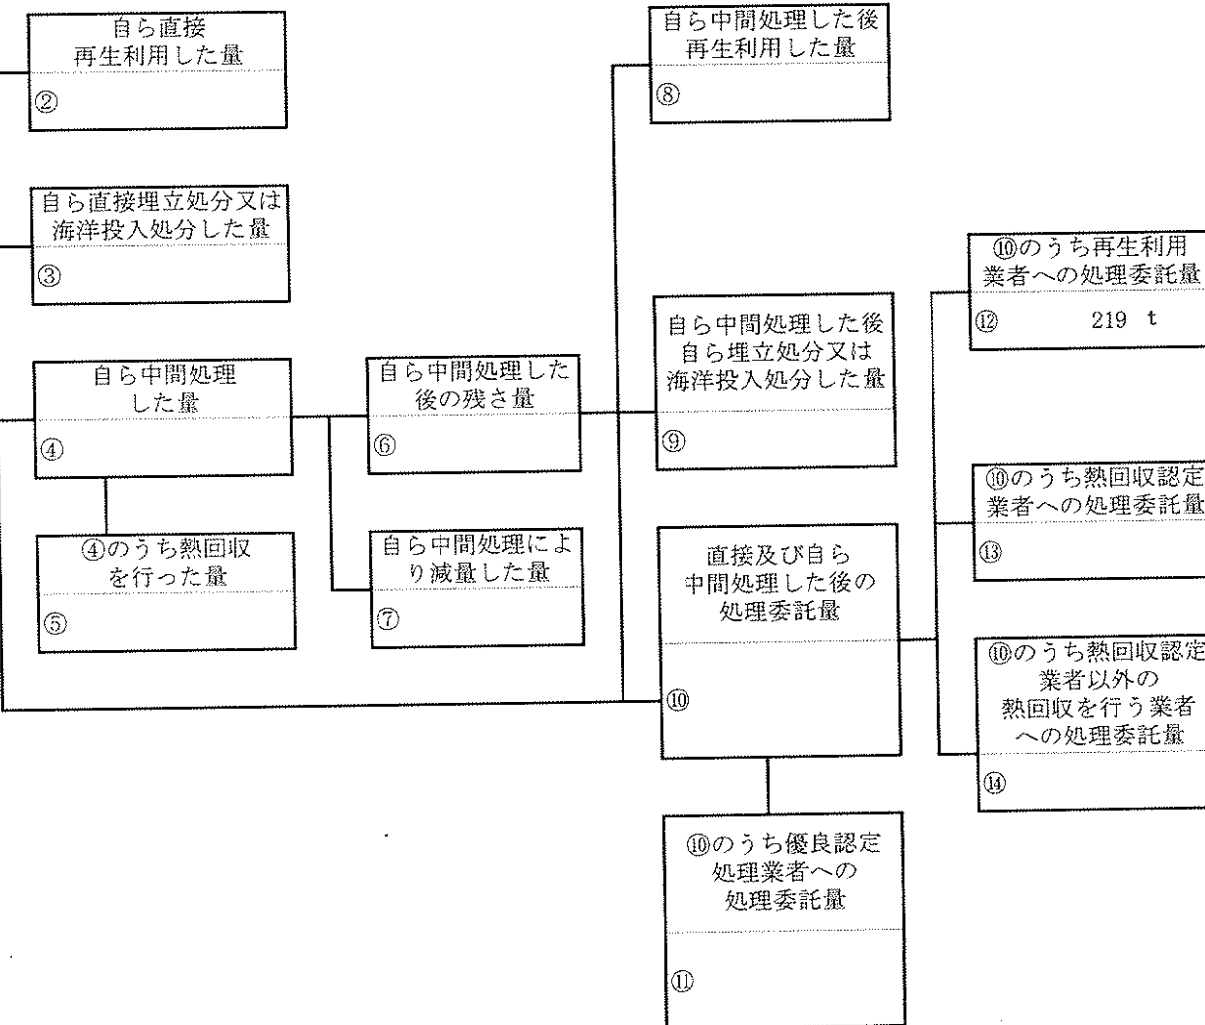 自ら直接
再生利用した量
②
自ら直接埋立処分又は
海洋投入処分した量
③
自ら中間処理
した量
④
④のうち熱回収
を行った量
⑤
自ら中間処理した
後の残さ量
⑥
自ら中間処理によ
り減量した量
⑦
自ら中間処理した後
再生利用した量
⑧
自ら中間処理した後
自ら埋立処分又は
海洋投入処分した量
⑨
直接及び自ら
中間処理した後の
処理委託量
⑩
⑩のうち優良認定
処理業者への
処理委託量
⑪
⑩のうち再生利用
業者への処理委託量
⑫ 219 t
⑩のうち熱回収認定
業者への処理委託量
⑬
⑩のうち熱回収認定
業者以外の
熱回収を行う業者
への処理委託量
⑭